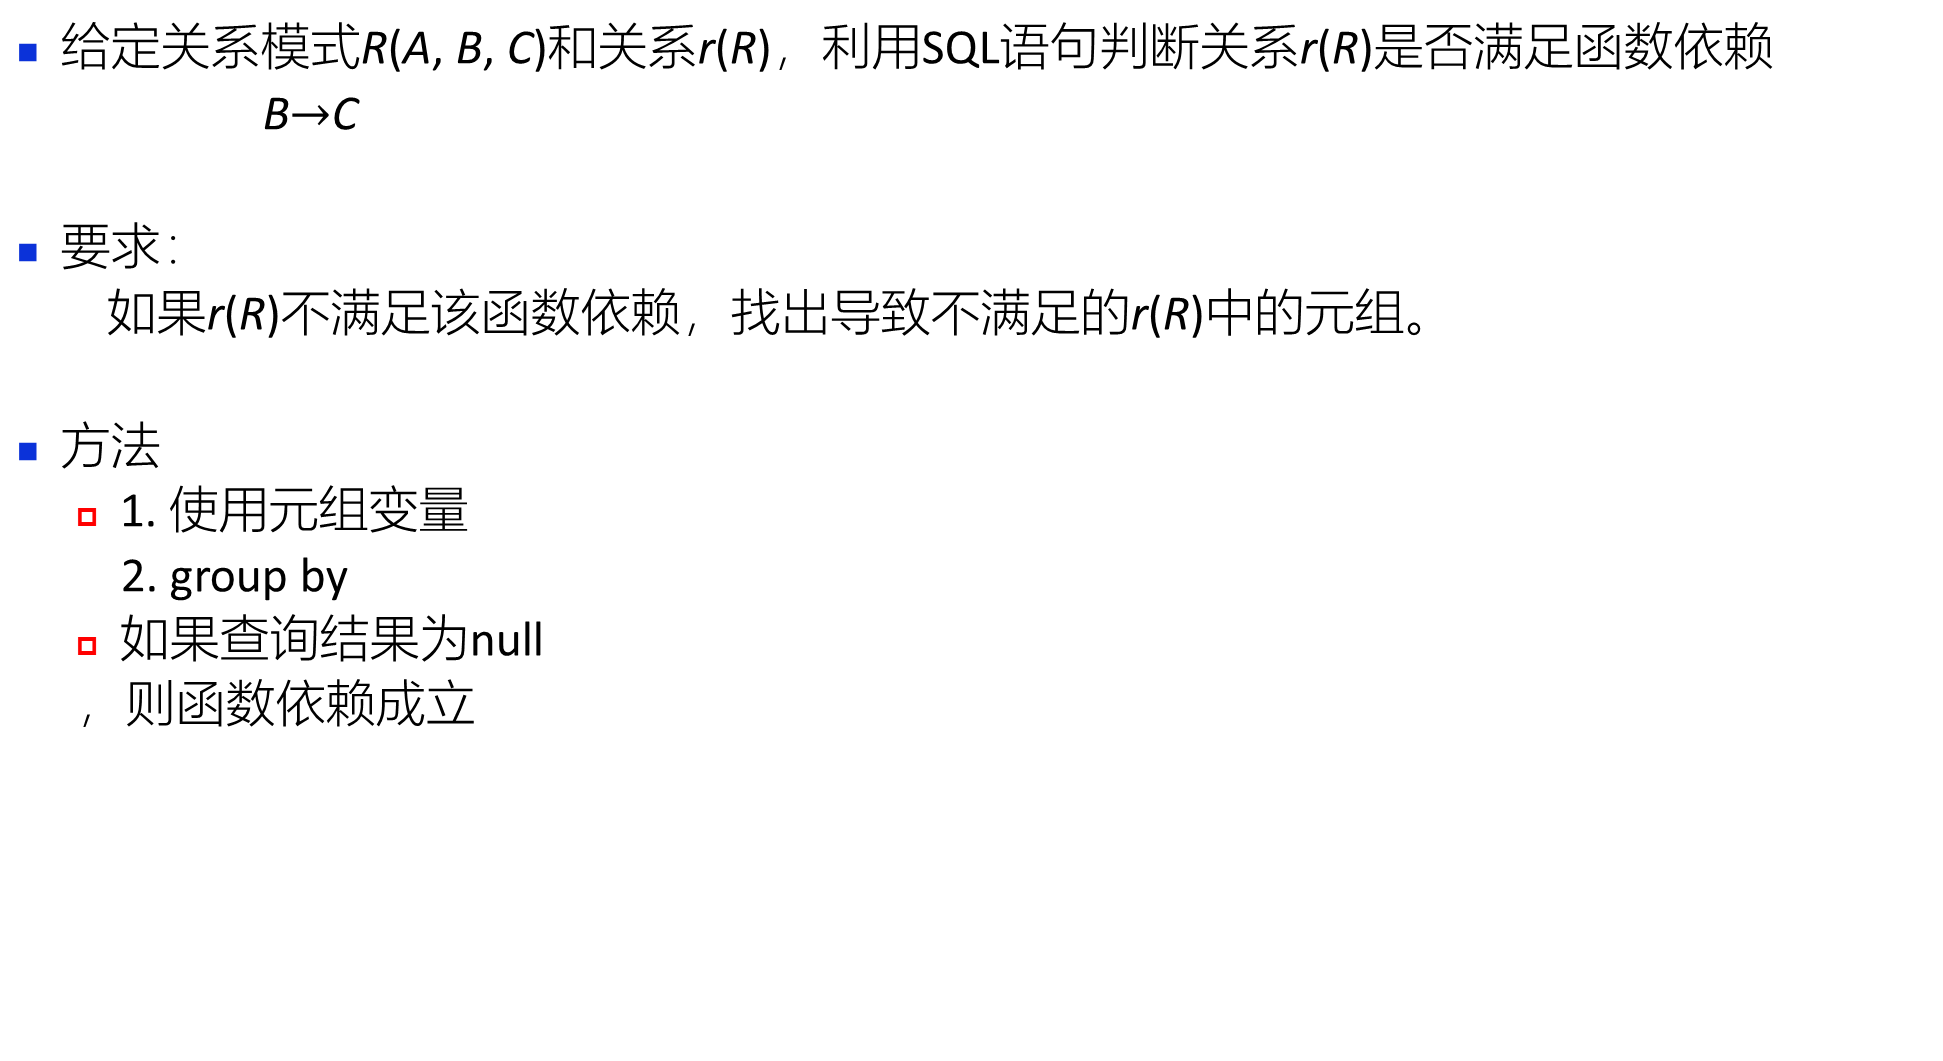 给定关系模式R(A, B, C)和关系r(R)，利用SQL语句判断关系r(R)是否满足函数依赖
B→C
要求：
如果r(R)不满足该函数依赖，找出导致不满足的r(R)中的元组。
方法
1. 使用元组变量
2. group by
如果查询结果为null
，则函数依赖成立